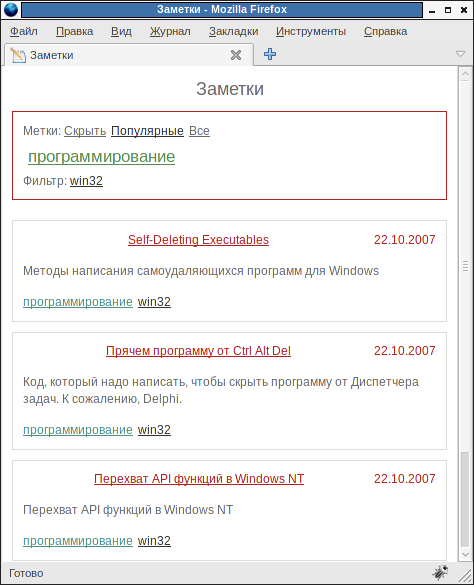 Заметки - Mozilla Firefox
Файл Правка Вид Журнал Закладки Инструменты Справка
Заметки
Заметки
Метки: Скрыть Популярные Все
программирование
Фильтр: win32
Self-Deleting Executables 22.10.2007
Методы написания самоудаляющихся программ для Windows
программирование win32
Прячем программу от Ctrl Alt Del 22.10.2007
Код, который надо написать, чтобы скрыть программу от Диспетчера
задач. К сожалению, Delphi.
программирование win32
Перехват API функций в Windows NT 22.10.2007
Перехват API функций в Windows NT
программирование win32
Готово